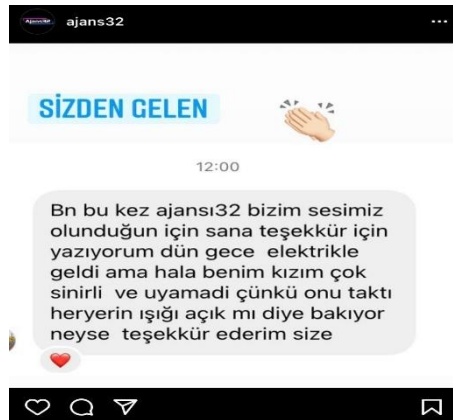 Ajans32
ajans32
SİZDEN GELEN
12:00
Bn bu kez ajansı32 bizim sesimiz
olunduğun için sana teşekkür için
yazıyorum dün gece elektrikle
geldi ama hala benim kızım çok
sinirli ve uyamadi çünkü onu taktı
heryerin ışığı açık mı diye bakıyor
neyse teşekkür ederim size